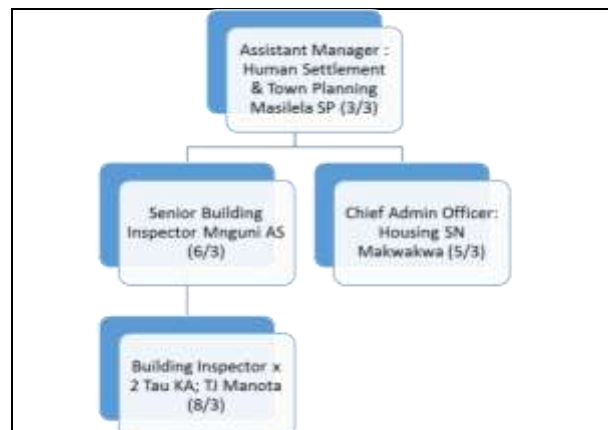 Assistant Manager :
Human Settlement
& Town Planning
Masilela SP (3/3)
Senior Building
Inspector Mnguni AS
(6/3)
Chief Admin Officer:
Housing SN
Makwakwa (5/3)
Building Inspector x
2 Tau KA; TJ Manota
(8/3)